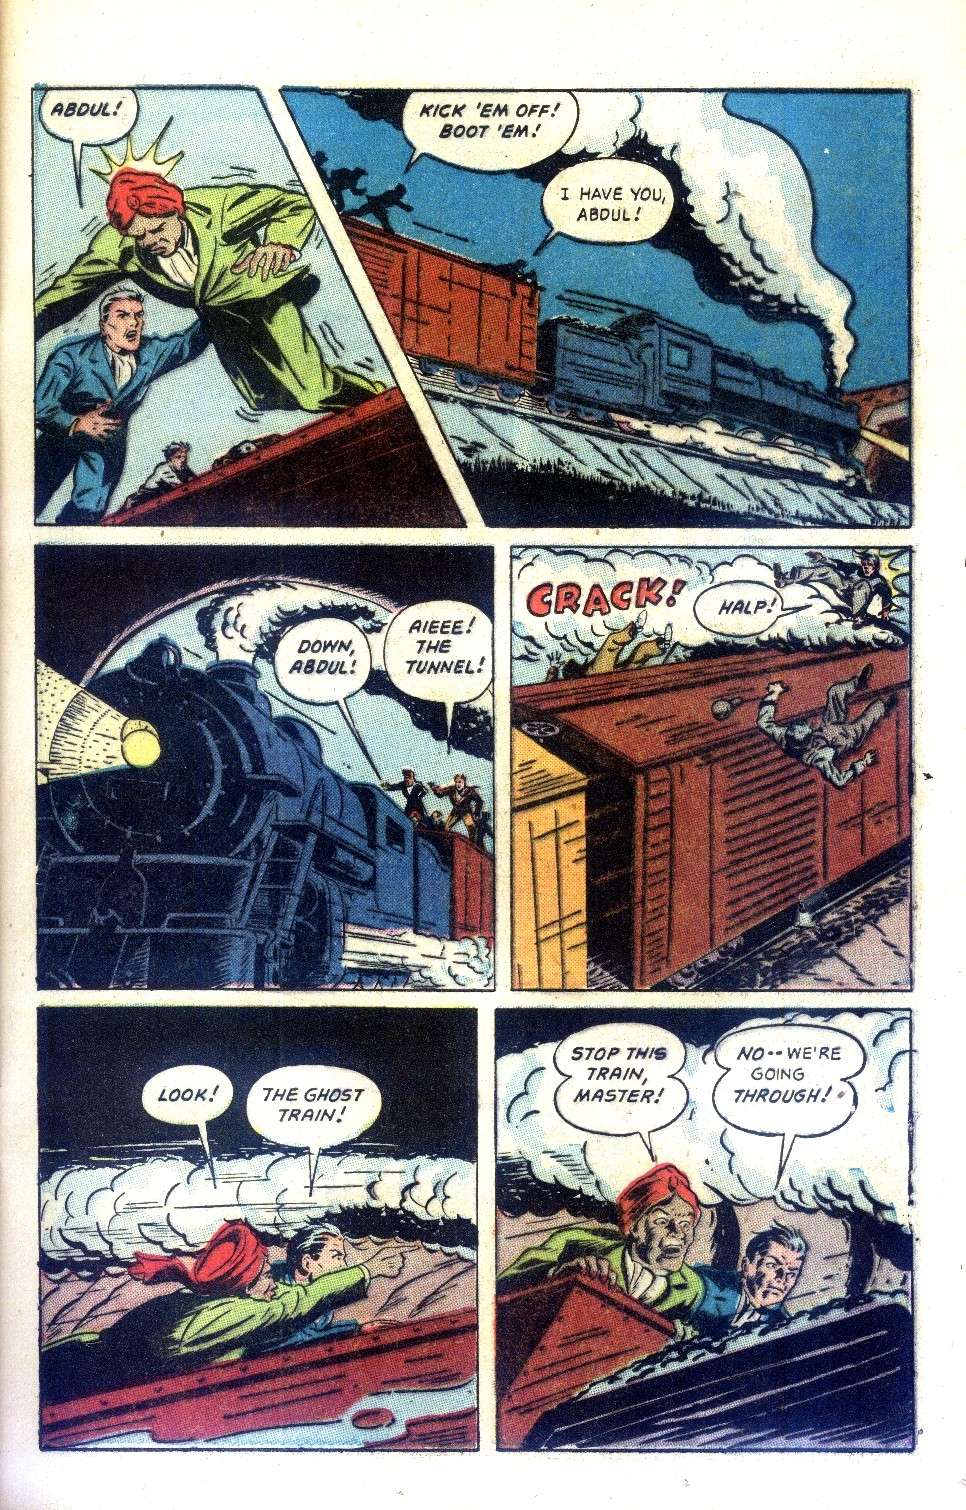 ABDUL!
KICK 'EM OFF!
BOOT 'EM!
I HAVE YOU,
ABDUL!
DOWN,
ABDUL!
AIEEE!
THE
TUNNEL!
CRACK!
HALP!
LOOK!
THE GHOST
TRAIN!
STOP THIS
TRAIN,
MASTER!
NO-- WE'RE
GOING
THROUGH!